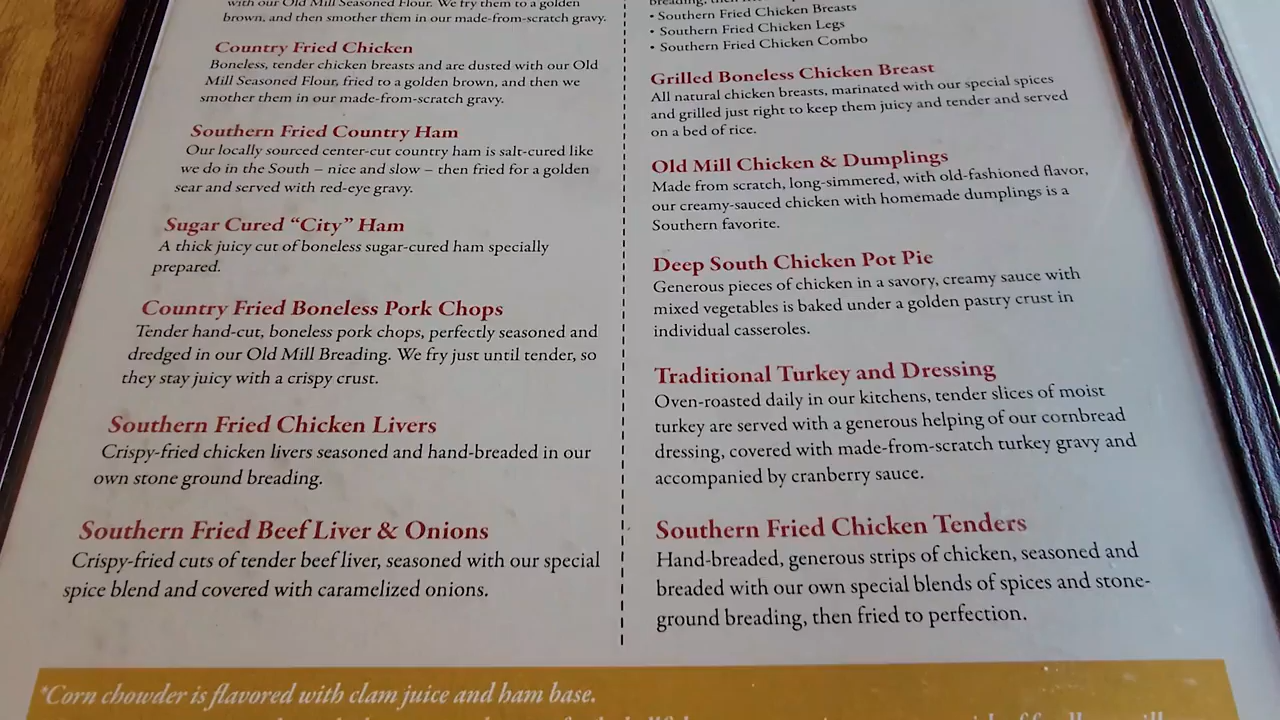 with our Old Mill Seasoned Flour. We fry them to a golden
brown, and then smother them in our made-from-scratch gravy.
Country Fried Chicken
Boneless, tender chicken breasts and are dusted with our Old
Mill Seasoned Flour, fried to a golden brown, and then we
smother them in our made-from-scratch gravy.
Southern Fried Country Ham
Our locally sourced center-cut country ham is salt-cured like
we do in the South – nice and slow – then fried for a golden
sear and served with red-eye gravy.
Sugar Cured “City” Ham
A thick juicy cut of boneless sugar-cured ham specially
prepared.
Country Fried Boneless Pork Chops
Tender hand-cut, boneless pork chops, perfectly seasoned and
dredged in our Old Mill Breading. We fry just until tender, so
they stay juicy with a crispy crust.
Southern Fried Chicken Livers
Crispy-fried chicken livers seasoned and hand-breaded in our
own stone ground breading.
Southern Fried Beef Liver & Onions
Crispy-fried cuts of tender beef liver, seasoned with our special
spice blend and covered with caramelized onions.
breading, then
• Southern Fried Chicken Breasts
• Southern Fried Chicken Legs
• Southern Fried Chicken Combo
Grilled Boneless Chicken Breast
All natural chicken breasts, marinated with our special spices
and grilled just right to keep them juicy and tender and served
on a bed of rice.
Old Mill Chicken & Dumplings
Made from scratch, long-simmered, with old-fashioned flavor,
our creamy-sauced chicken with homemade dumplings is a
Southern favorite.
Deep South Chicken Pot Pie
Generous pieces of chicken in a savory, creamy sauce with
mixed vegetables is baked under a golden pastry crust in
individual casseroles.
Traditional Turkey and Dressing
Oven-roasted daily in our kitchens, tender slices of moist
turkey are served with a generous helping of our cornbread
dressing, covered with made-from-scratch turkey gravy and
accompanied by cranberry sauce.
Southern Fried Chicken Tenders
Hand-breaded, generous strips of chicken, seasoned and
breaded with our own special blends of spices and stone-
ground breading, then fried to perfection.
*Corn chowder is flavored with clam juice and ham base.